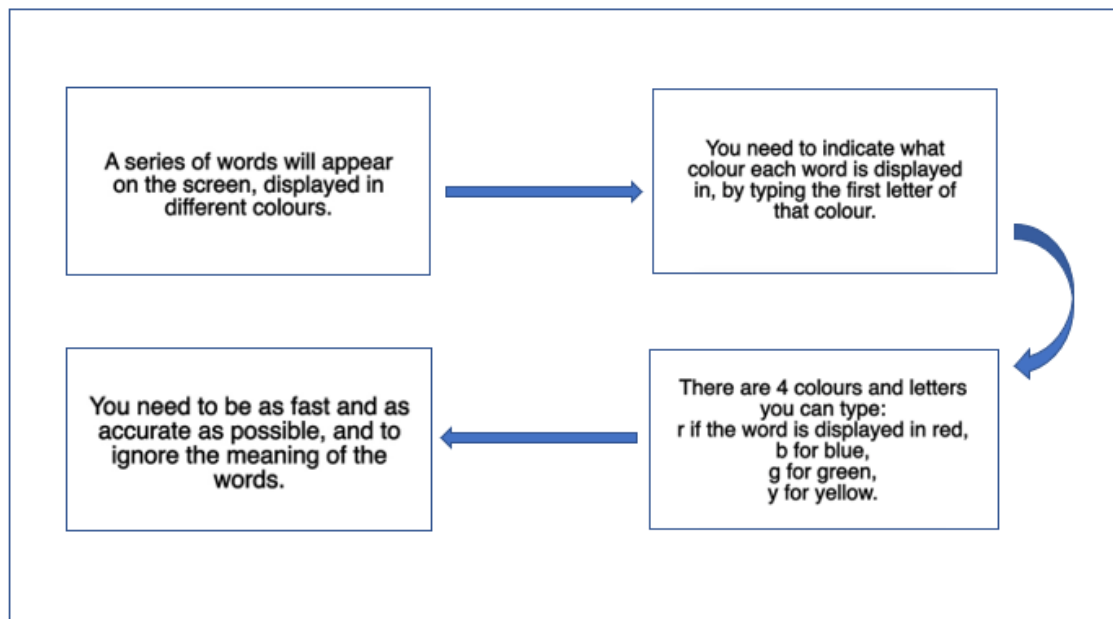 A series of words will appear
on the screen, displayed in
different colours.
You need to indicate what
colour each word is displayed
in, by typing the first letter of
that colour.
There are 4 colours and letters
you can type:
r if the word is displayed in red,
b for blue,
g for green,
y for yellow.
You need to be as fast and as
accurate as possible, and to
ignore the meaning of the
words.